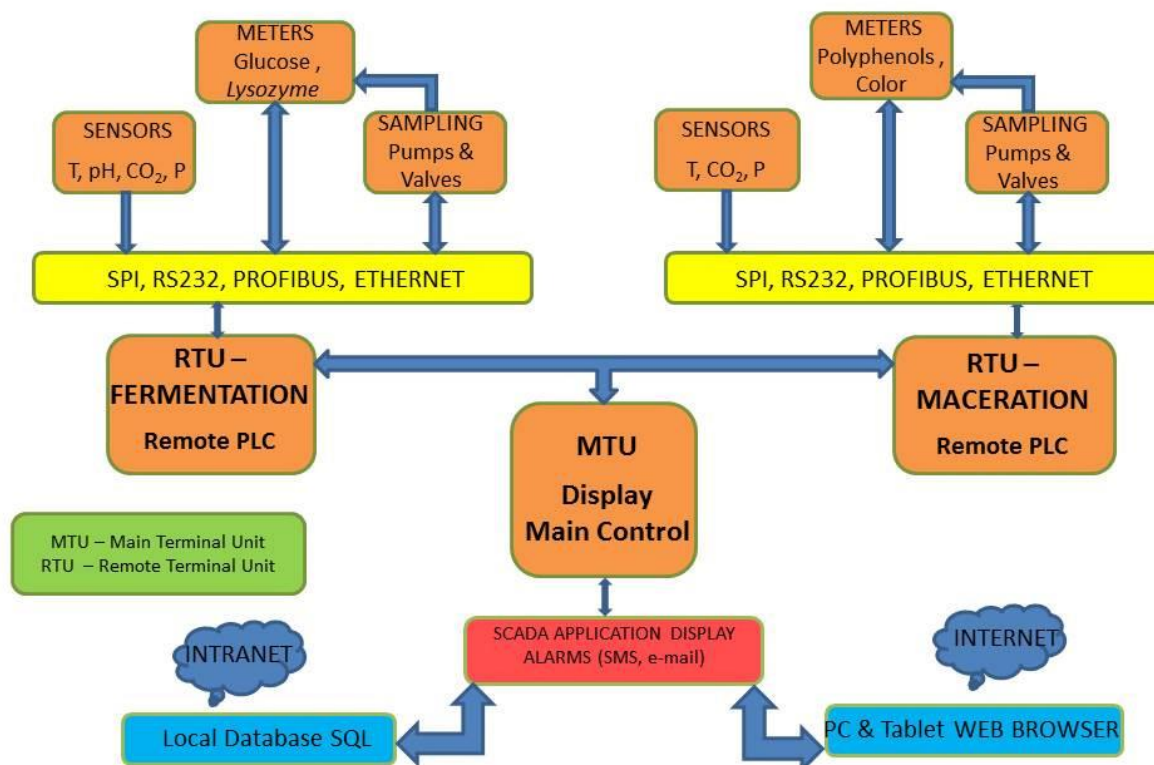 METERS
Glucose ,
Lysozyme
SENSORS
T, pH, CO₂, P
SAMPLING
Pumps &
Valves
SPI, RS232, PROFIBUS, ETHERNET
METERS
Polyphenols ,
Color
SENSORS
T, CO₂, P
SAMPLING
Pumps &
Valves
SPI, RS232, PROFIBUS, ETHERNET
RTU –
FERMENTATION
Remote PLC
RTU –
MACERATION
Remote PLC
MTU
Display
Main Control
MTU – Main Terminal Unit
RTU – Remote Terminal Unit
SCADA APPLICATION DISPLAY
ALARMS (SMS, e-mail)
INTRANET
INTERNET
Local Database SQL
PC & Tablet WEB BROWSER